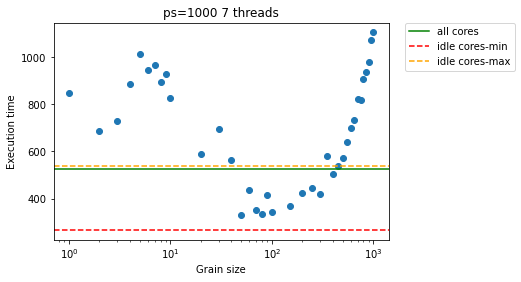 ps=1000 7 threads
all cores
idle cores-min
idle cores-max
Execution time
1000
800
600
400
10^0
10^1
10^2
10^3
Grain size